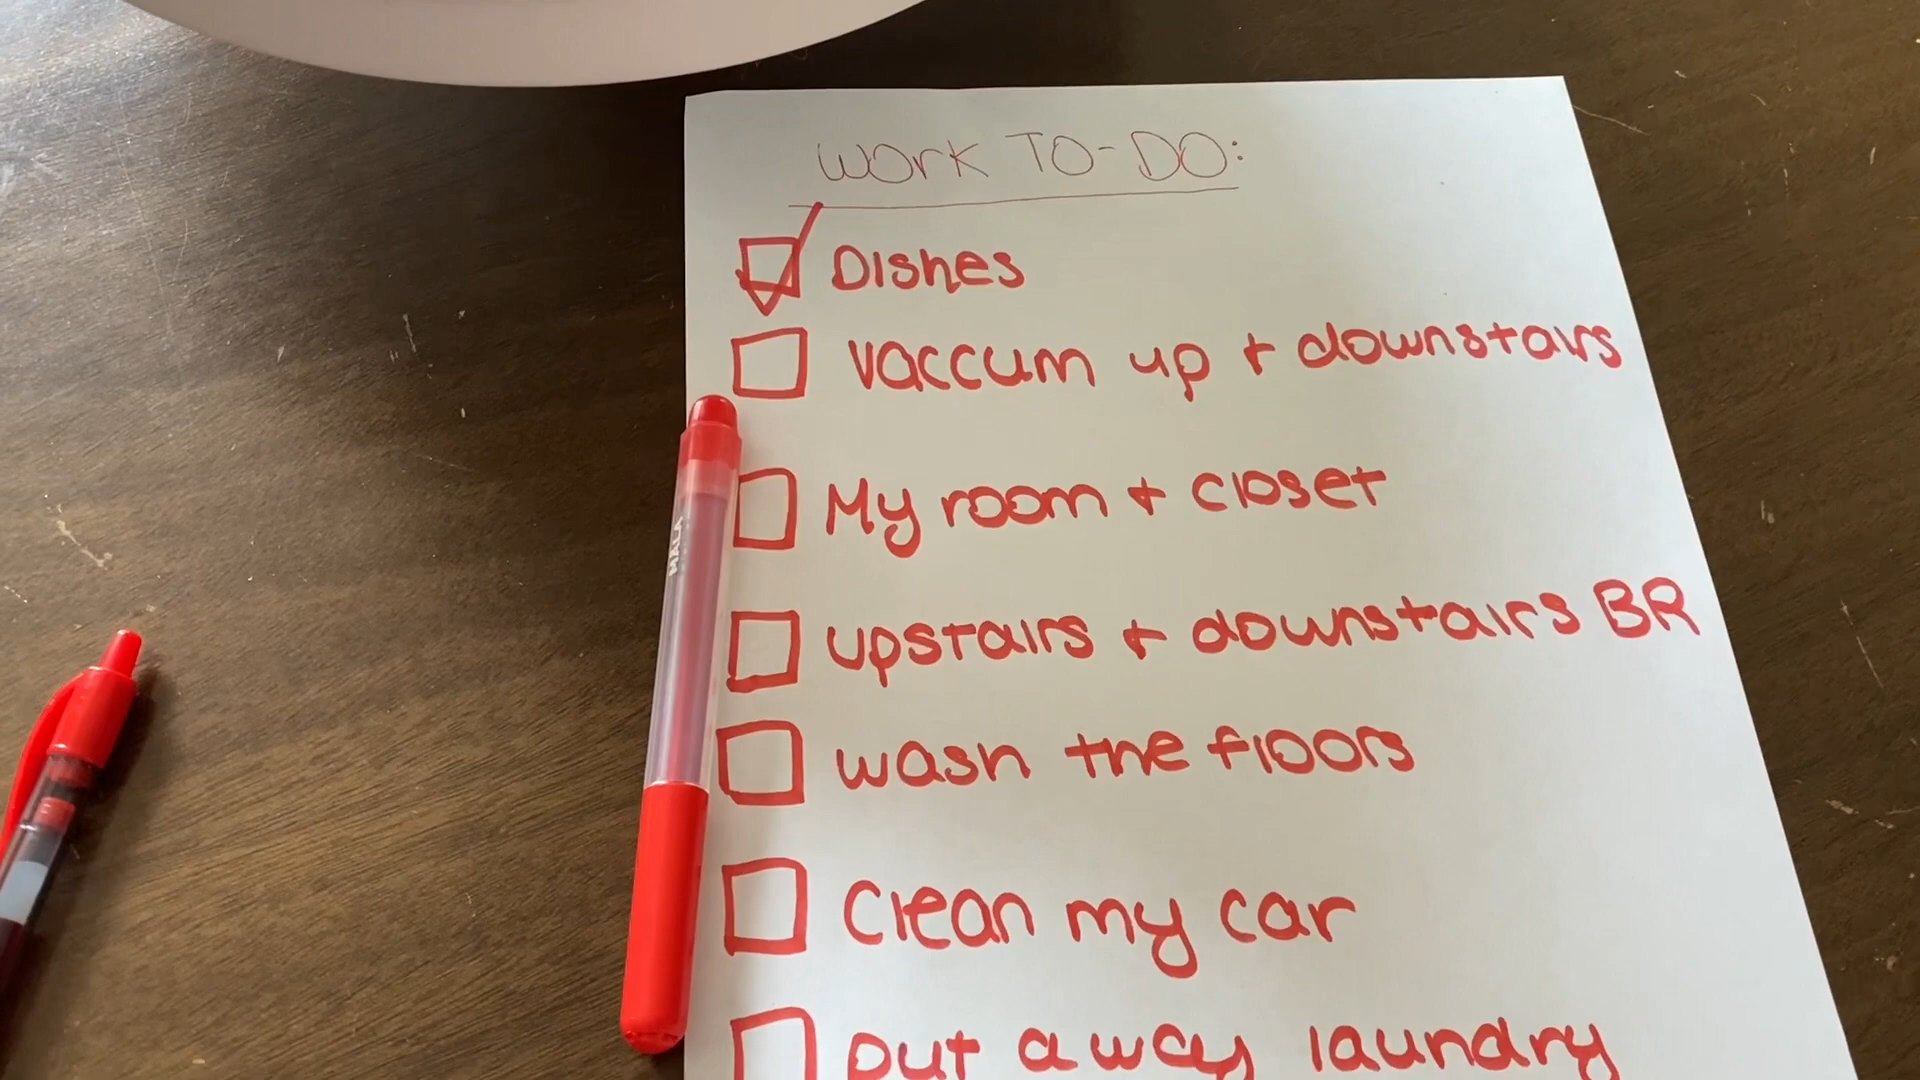 WOrK TO-DO:
DIshes
vaccum up + downstairs
My room + closet
upstairs + downstairs BR
wash the floors
Clean my car
put away laundry
MALA